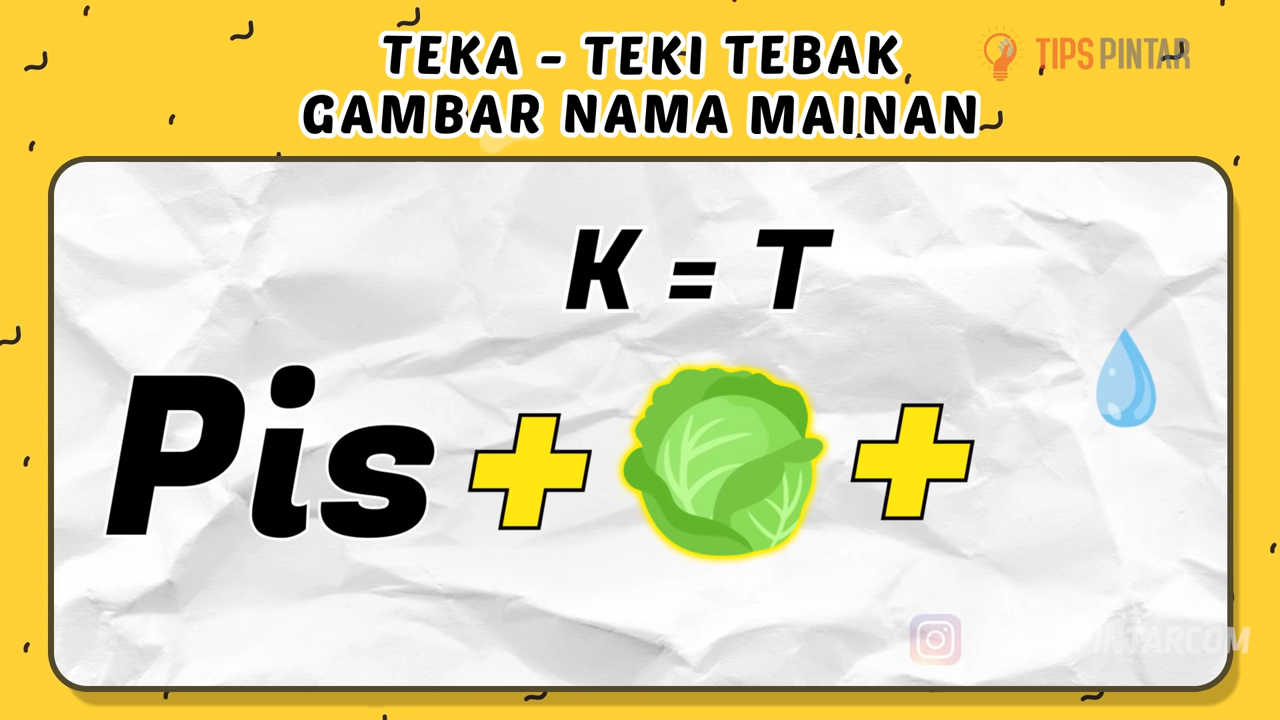 TEKA - TEKI TEBAK
GAMBAR NAMA MAINAN
TIPS PINTAR
K = T
Pis + +